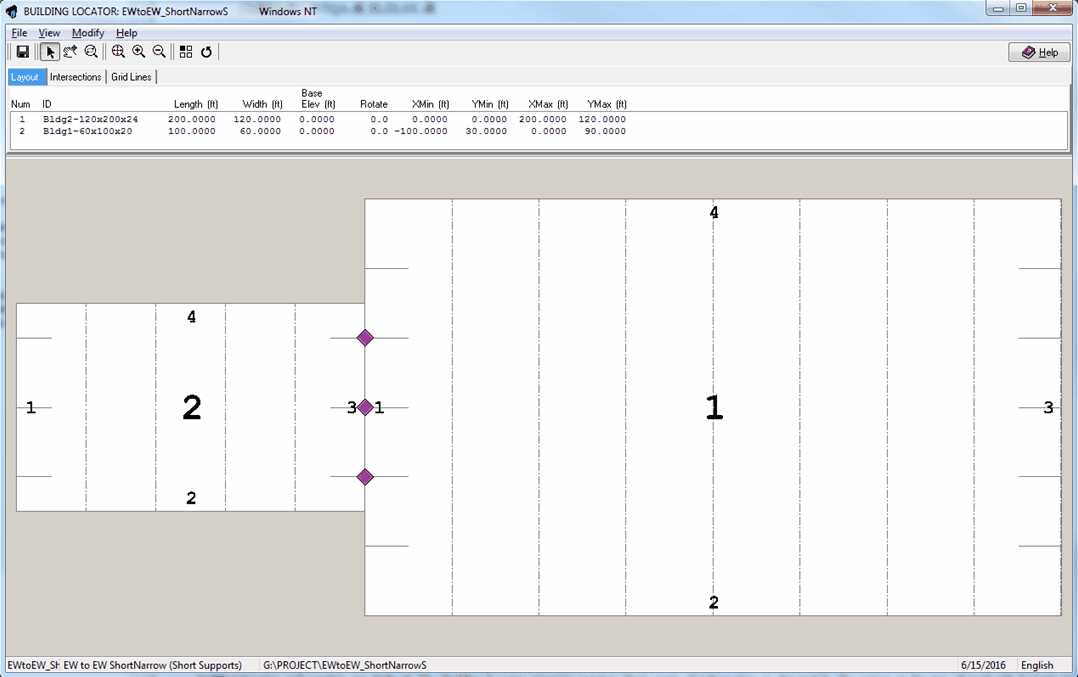 BUILDING LOCATOR: EWtoEW_ShortNarrowS Windows NT
File View Modify Help
Help
Layout Intersections Grid Lines
Base
Num ID Length (ft) Width (ft) Elev (ft) Rotate XMin (ft) YMin (ft) XMax (ft) YMax (ft)
1 Bldg2-120x200x24 200.0000 120.0000 0.0000 0.0 0.0000 0.0000 200.0000 120.0000
2 Bldg1-60x100x20 100.0000 60.0000 0.0000 0.0 -100.0000 30.0000 0.0000 90.0000
4
4
1 2 3 1 1 3
2
2
EWtoEW_Sh EW to EW ShortNarrow (Short Supports) G:\PROJECT\EWtoEW_ShortNarrowS 6/15/2016 English